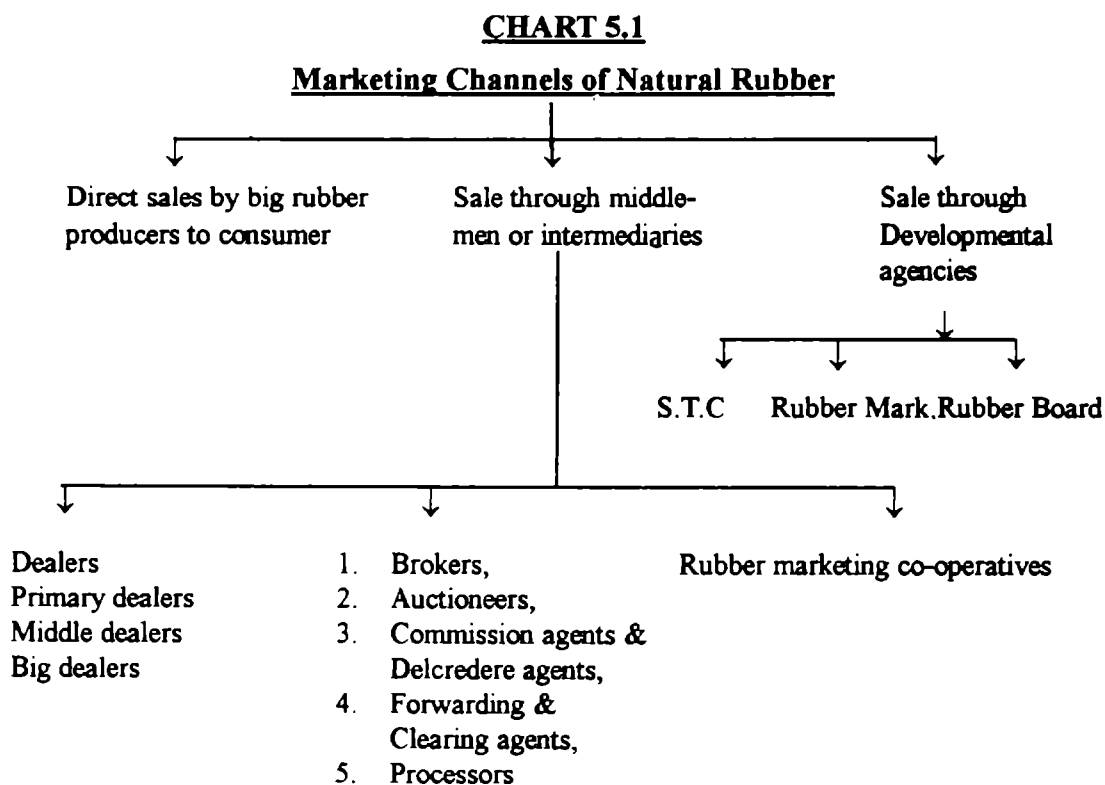 CHART 5.1
Marketing Channels of Natural Rubber
Direct sales by big rubber
producers to consumer
Sale through middle-
men or intermediaries
Sale through
Developmental
agencies
S.T.C Rubber Mark. Rubber Board
Dealers
Primary dealers
Middle dealers
Big dealers
1. Brokers,
2. Auctioneers,
3. Commission agents &
Delcredere agents,
4. Forwarding &
Clearing agents,
5. Processors
Rubber marketing co-operatives